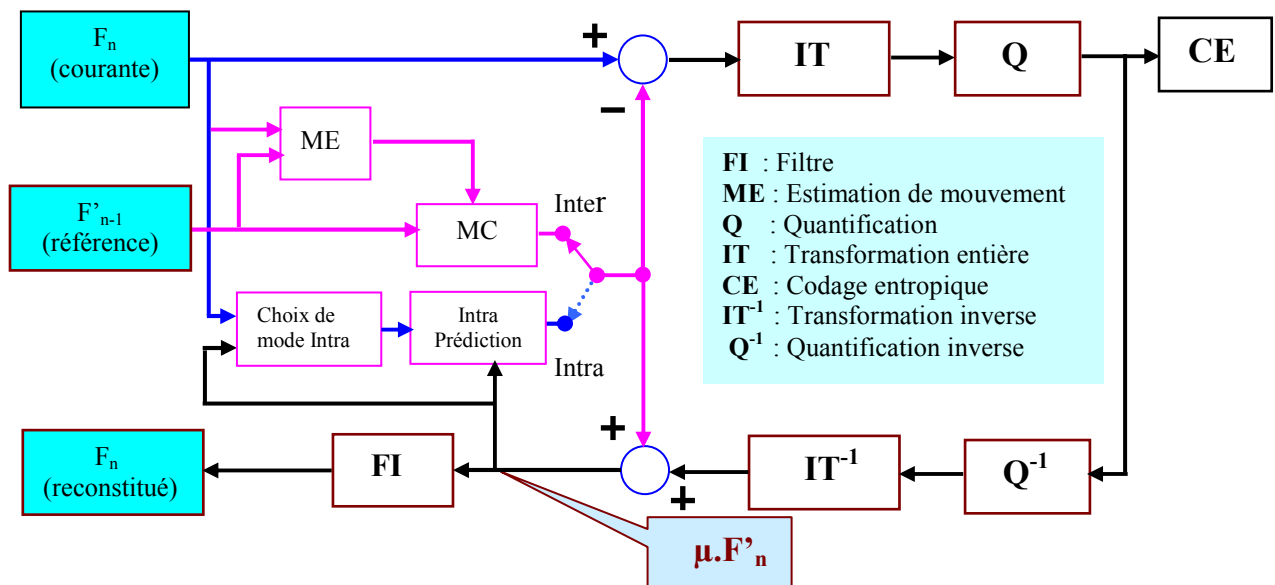 Fn
(courante)
+
IT
Q
CE
−
ME
F'n-1
(référence)
MC
Inter
FI : Filtre
ME : Estimation de mouvement
Q : Quantification
IT : Transformation entière
CE : Codage entropique
IT-1 : Transformation inverse
Q-1 : Quantification inverse
Choix de
mode Intra
Intra
Prédiction
Intra
Fn
(reconstitué)
FI
+
+
IT-1
Q-1
µ.F'n